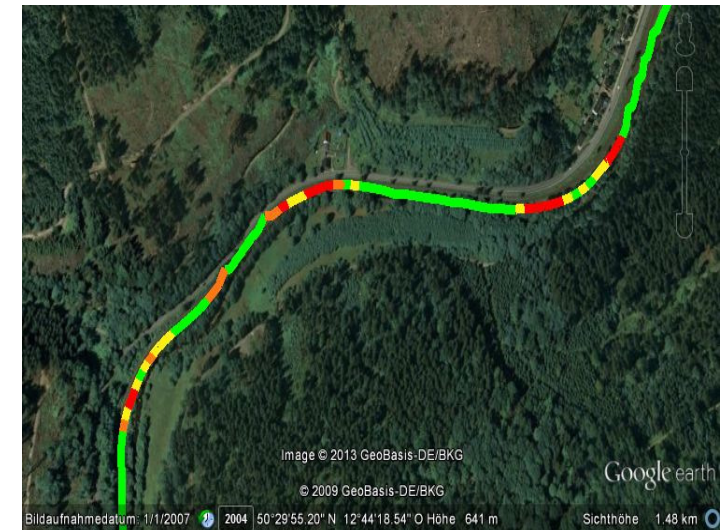 Image © 2013 GeoBasis-DE/BKG
Google earth
© 2009 GeoBasis-DE/BKG
Bildaufnahmedatum: 1/1/2007 2004 50°29'55.20" N 12°44'18.54" O Höhe 641 m Sichthöhe 1.48 km